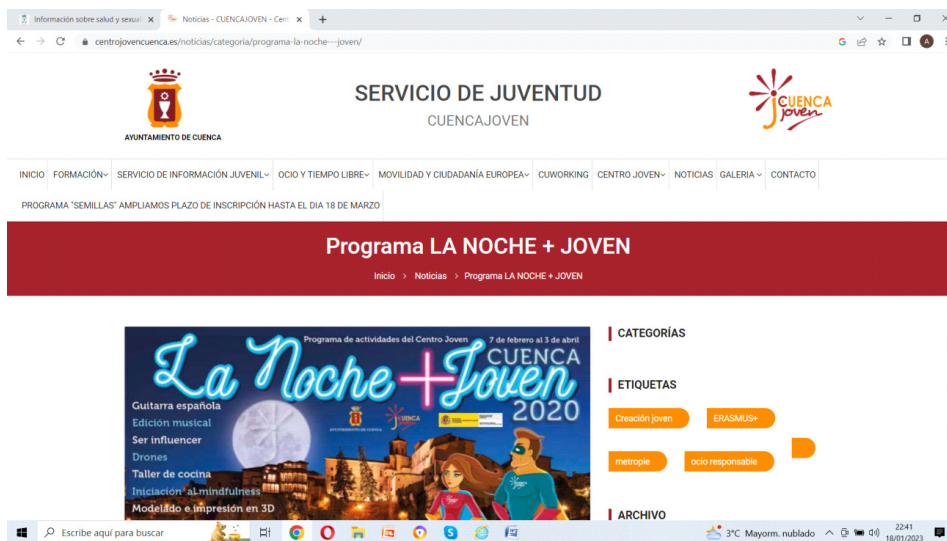 Información sobre salud y sexuali
Noticias - CUENCAJOVEN - Cent
centrojovencuenca.es/noticias/categoria/programa-la-noche---joven/
AYUNTAMIENTO DE CUENCA
SERVICIO DE JUVENTUD
CUENCAJOVEN
CUENCA
joven
INICIO FORMACIÓN SERVICIO DE INFORMACIÓN JUVENIL OCIO Y TIEMPO LIBRE MOVILIDAD Y CIUDADANÍA EUROPEA CUWORKING CENTRO JOVEN NOTICIAS GALERIA CONTACTO
PROGRAMA "SEMILLAS" AMPLIAMOS PLAZO DE INSCRIPCIÓN HASTA EL DIA 18 DE MARZO
Programa LA NOCHE + JOVEN
Inicio > Noticias > Programa LA NOCHE + JOVEN
Programa de actividades del Centro Joven 7 de febrero al 3 de abril
La Noche + Joven
CUENCA
2020
Guitarra española
Edición musical
Ser influencer
Drones
Taller de cocina
Iniciación al mindfulness
Modelado e impresión en 3D
CATEGORÍAS
ETIQUETAS
Creación joven
ERASMUS+
metropie
ocio responsable
ARCHIVO
Escribe aquí para buscar
3°C Mayorm. nublado
22:41
18/01/2023